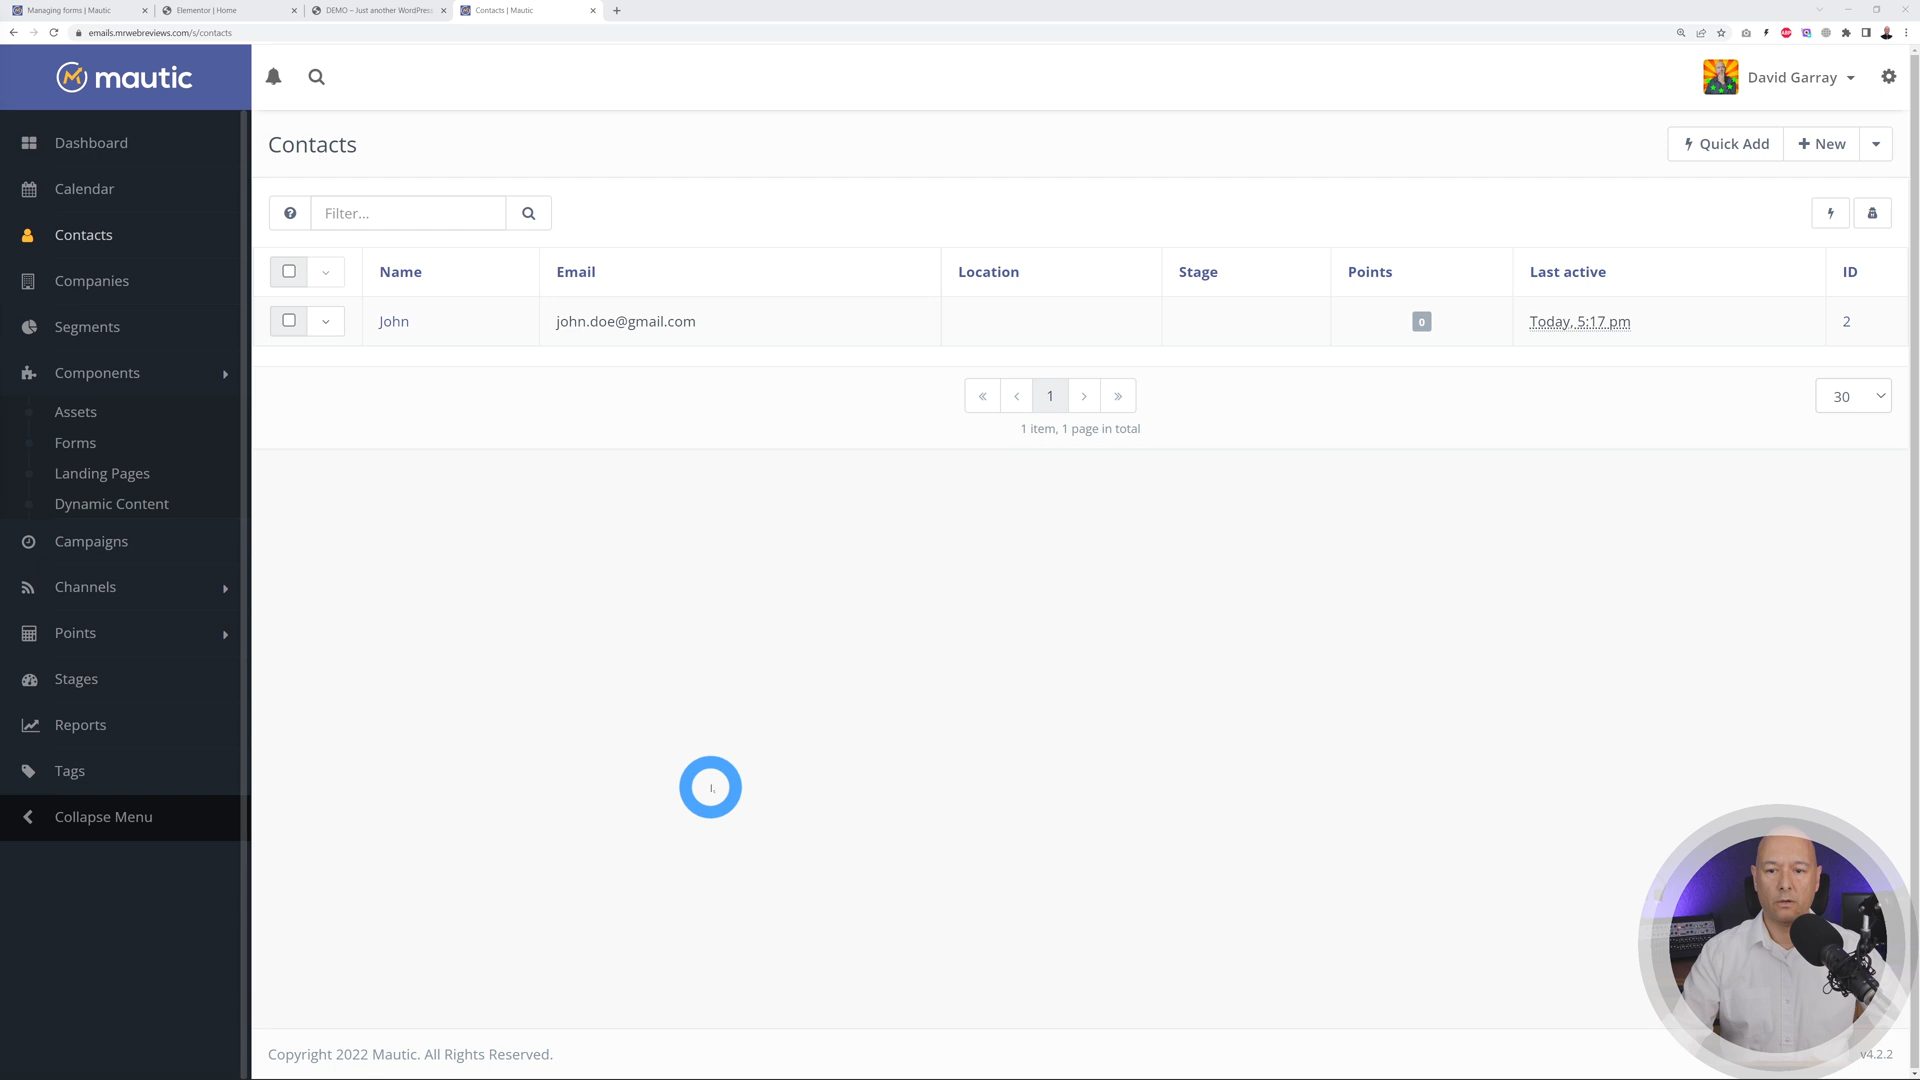 Managing forms | Mautic
Elementor | Home
DEMO – Just another WordPress
Contacts | Mautic
emails.mrwebreviews.com/s/contacts
mautic
David Garray
Dashboard
Calendar
Contacts
Companies
Segments
Components
Assets
Forms
Landing Pages
Dynamic Content
Campaigns
Channels
Points
Stages
Reports
Tags
Collapse Menu
Contacts
Quick Add
New
Filter...
Name Email Location Stage Points Last active ID
John john.doe@gmail.com 0 Today, 5:17 pm 2
« ‹ 1 › »
30
1 item, 1 page in total
Copyright 2022 Mautic. All Rights Reserved.
v4.2.2